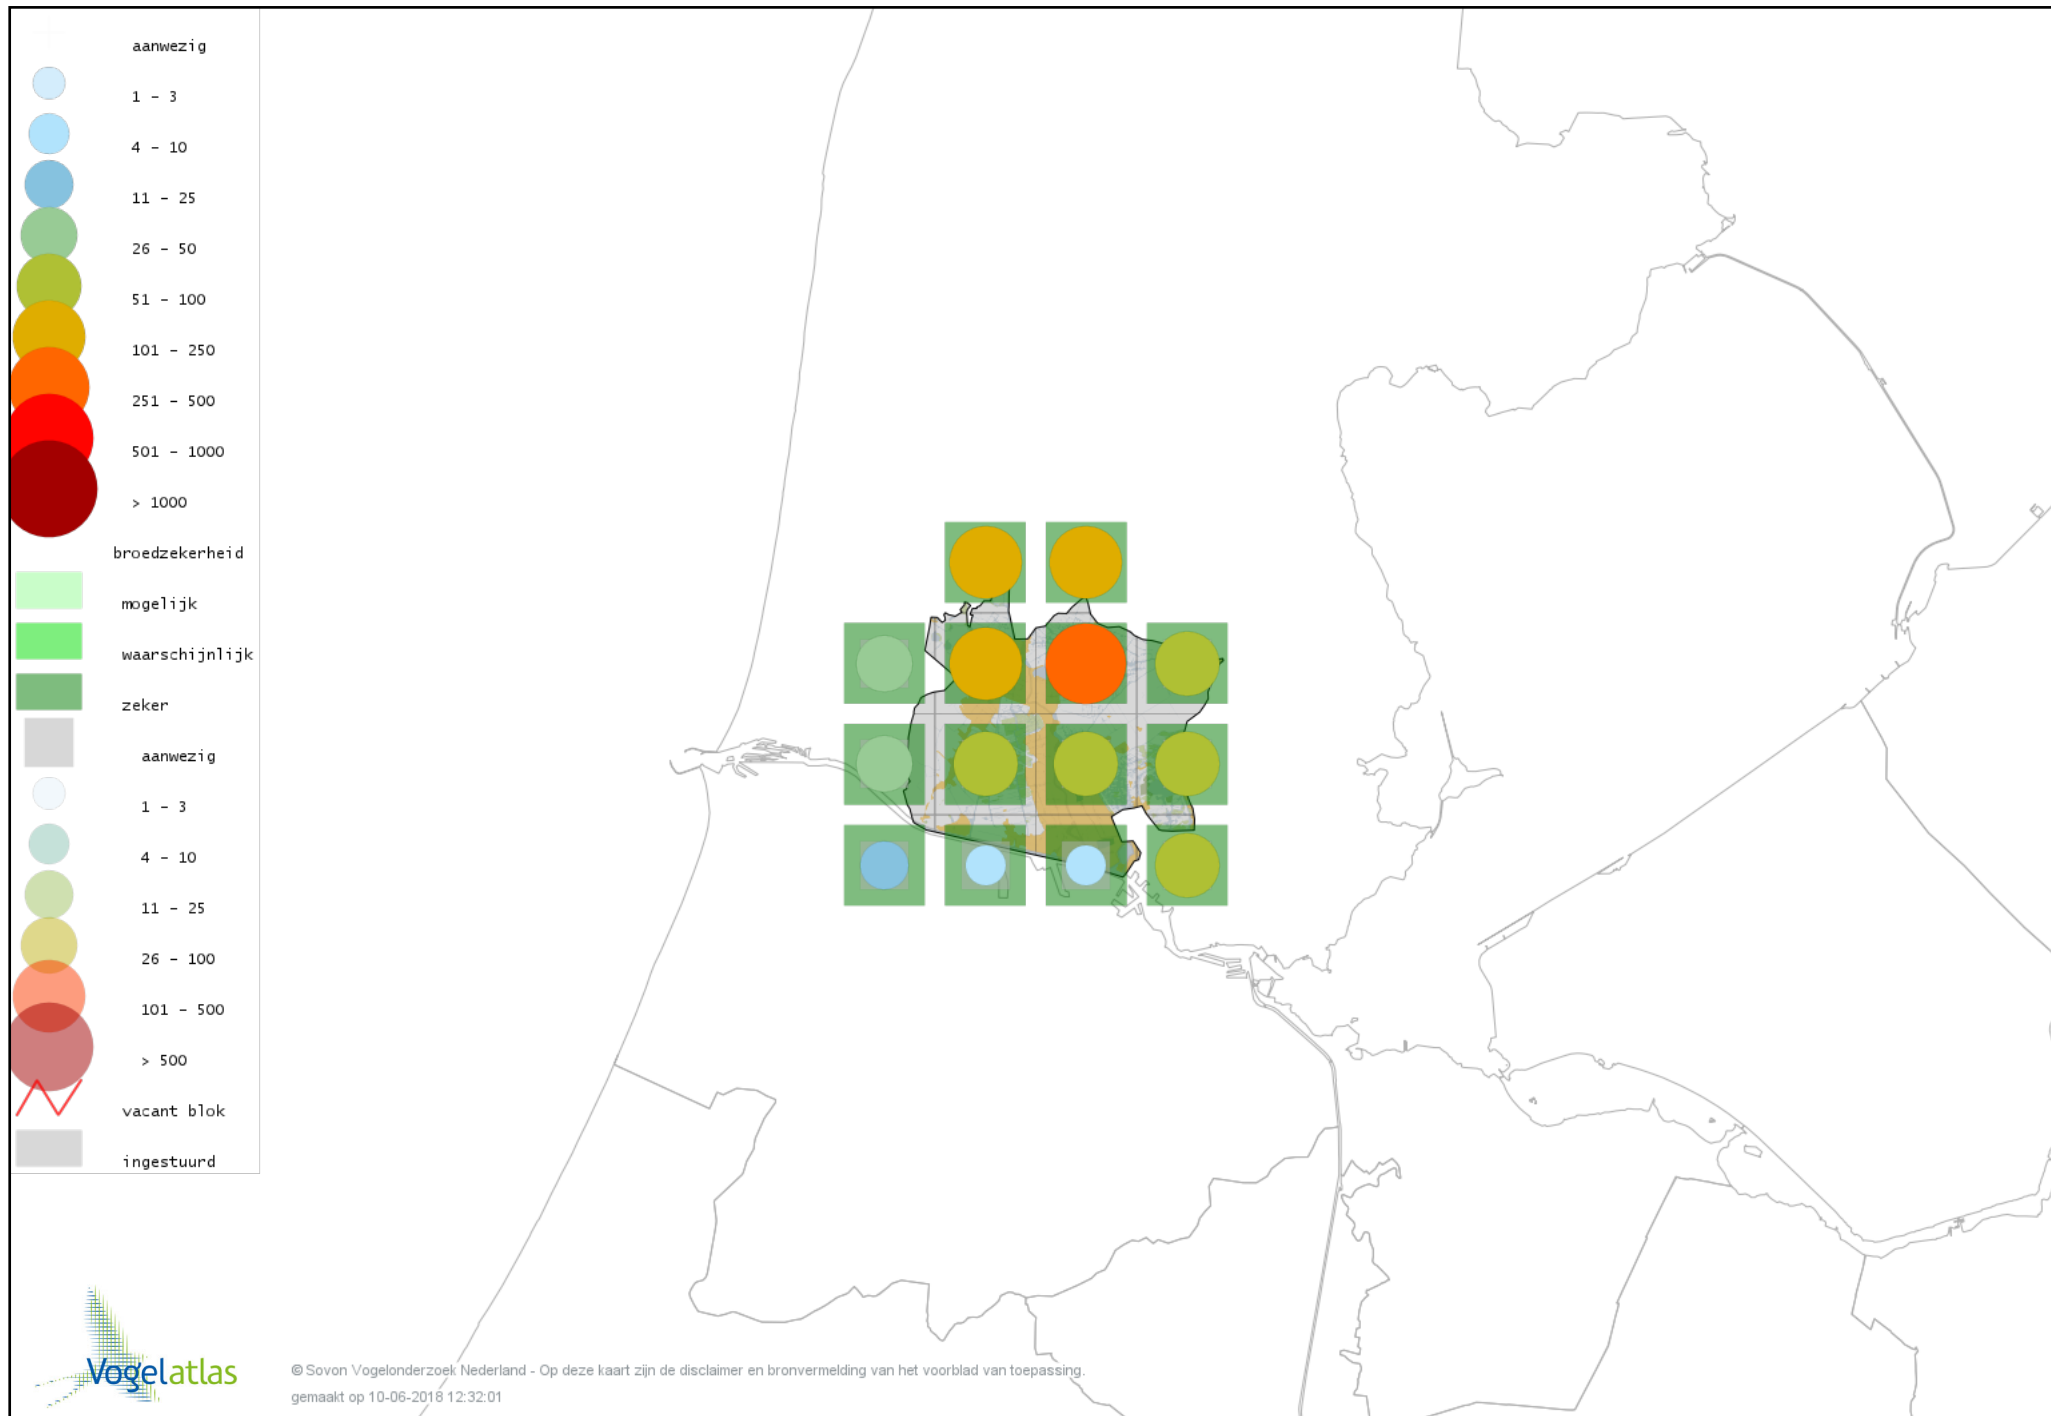 aanwezig
1 - 3
4 - 10
11 - 25
26 - 50
51 - 100
101 - 250
251 - 500
501 - 1000
> 1000
broedzekerheid
mogelijk
waarschijnlijk
zeker
aanwezig
1 - 3
4 - 10
11 - 25
26 - 100
101 - 500
> 500
vacant blok
ingestuurd
Vogelatlas
© Sovon Vogelonderzoek Nederland - Op deze kaart zijn de disclaimer en bronvermelding van het voorblad van toepassing.
gemaakt op 10-06-2018 12:32:01